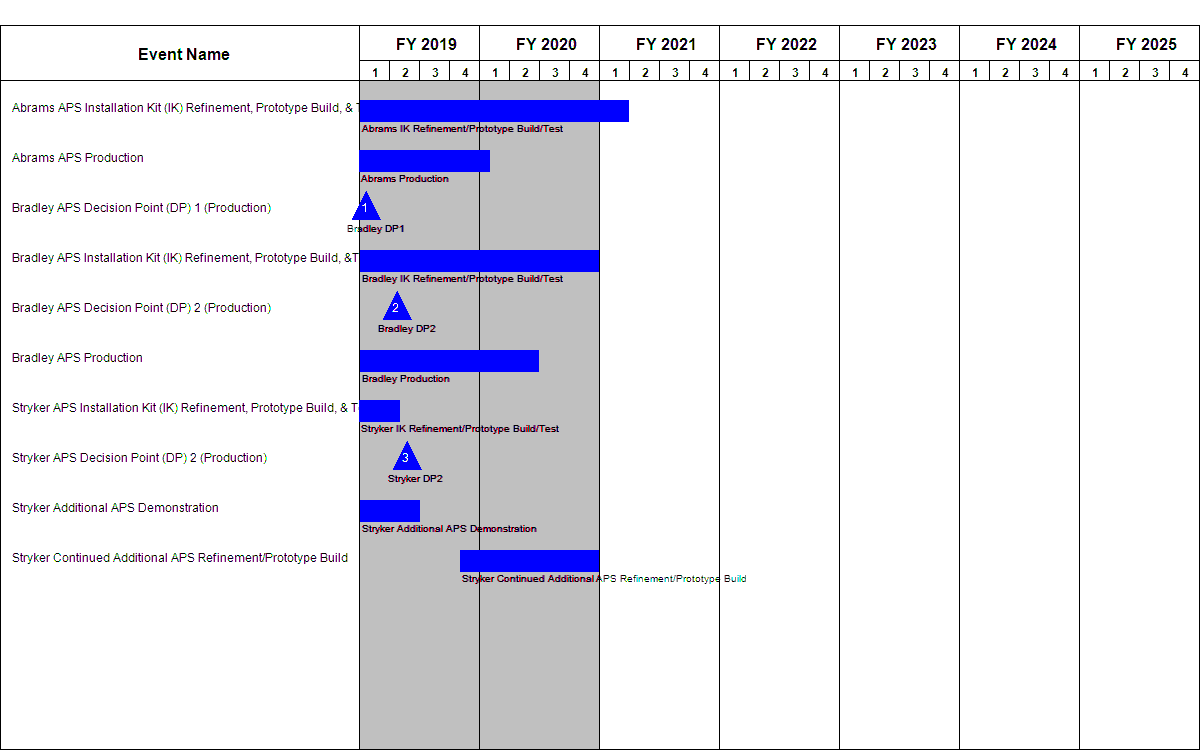 Event Name
FY 2019 FY 2020 FY 2021 FY 2022 FY 2023 FY 2024 FY 2025
1 2 3 4 1 2 3 4 1 2 3 4 1 2 3 4 1 2 3 4 1 2 3 4 1 2 3 4
Abrams APS Installation Kit (IK) Refinement, Prototype Build, & T
Abrams IK Refinement/Prototype Build/Test
Abrams APS Production
Abrams Production
Bradley APS Decision Point (DP) 1 (Production)
1
Bradley DP1
Bradley APS Installation Kit (IK) Refinement, Prototype Build, &T
Bradley IK Refinement/Prototype Build/Test
Bradley APS Decision Point (DP) 2 (Production)
2
Bradley DP2
Bradley APS Production
Bradley Production
Stryker APS Installation Kit (IK) Refinement, Prototype Build, & T
Stryker IK Refinement/Prototype Build/Test
Stryker APS Decision Point (DP) 2 (Production)
3
Stryker DP2
Stryker Additional APS Demonstration
Stryker Additional APS Demonstration
Stryker Continued Additional APS Refinement/Prototype Build
Stryker Continued Additional APS Refinement/Prototype Build